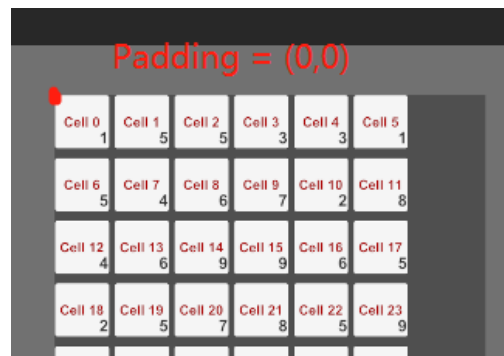 Padding = (0,0)
Cell 0 Cell 1 Cell 2 Cell 3 Cell 4 Cell 5
1 5 5 3 3 1
Cell 6 Cell 7 Cell 8 Cell 9 Cell 10 Cell 11
5 4 6 7 2 8
Cell 12 Cell 13 Cell 14 Cell 15 Cell 16 Cell 17
4 6 9 9 6 5
Cell 18 Cell 19 Cell 20 Cell 21 Cell 22 Cell 23
2 5 7 8 5 9